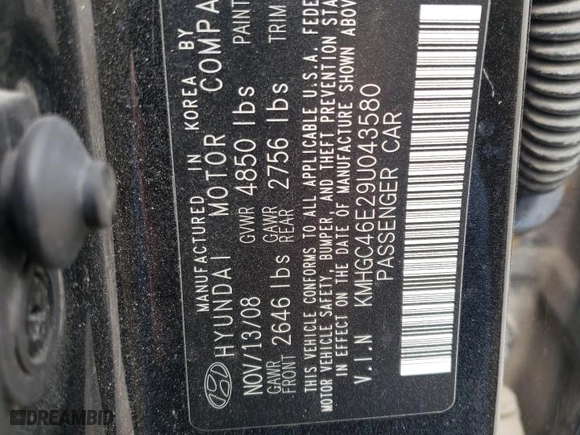 MANUFACTURED IN KOREA BY
HYUNDAI MOTOR COMPA
NOV/13/08 GVWR 4850 lbs PAINT
GAWR FRONT 2646 lbs GAWR REAR 2756 lbs TRIM
THIS VEHICLE CONFORMS TO ALL APPLICABLE U.S.A. FEDE
MOTOR VEHICLE SAFETY, BUMPER, AND THEFT PREVENTION STA
IN EFFECT ON THE DATE OF MANUFACTURE SHOWN ABOV
V.I.N KMHGC46E29U043580
PASSENGER CAR
DREAMBID